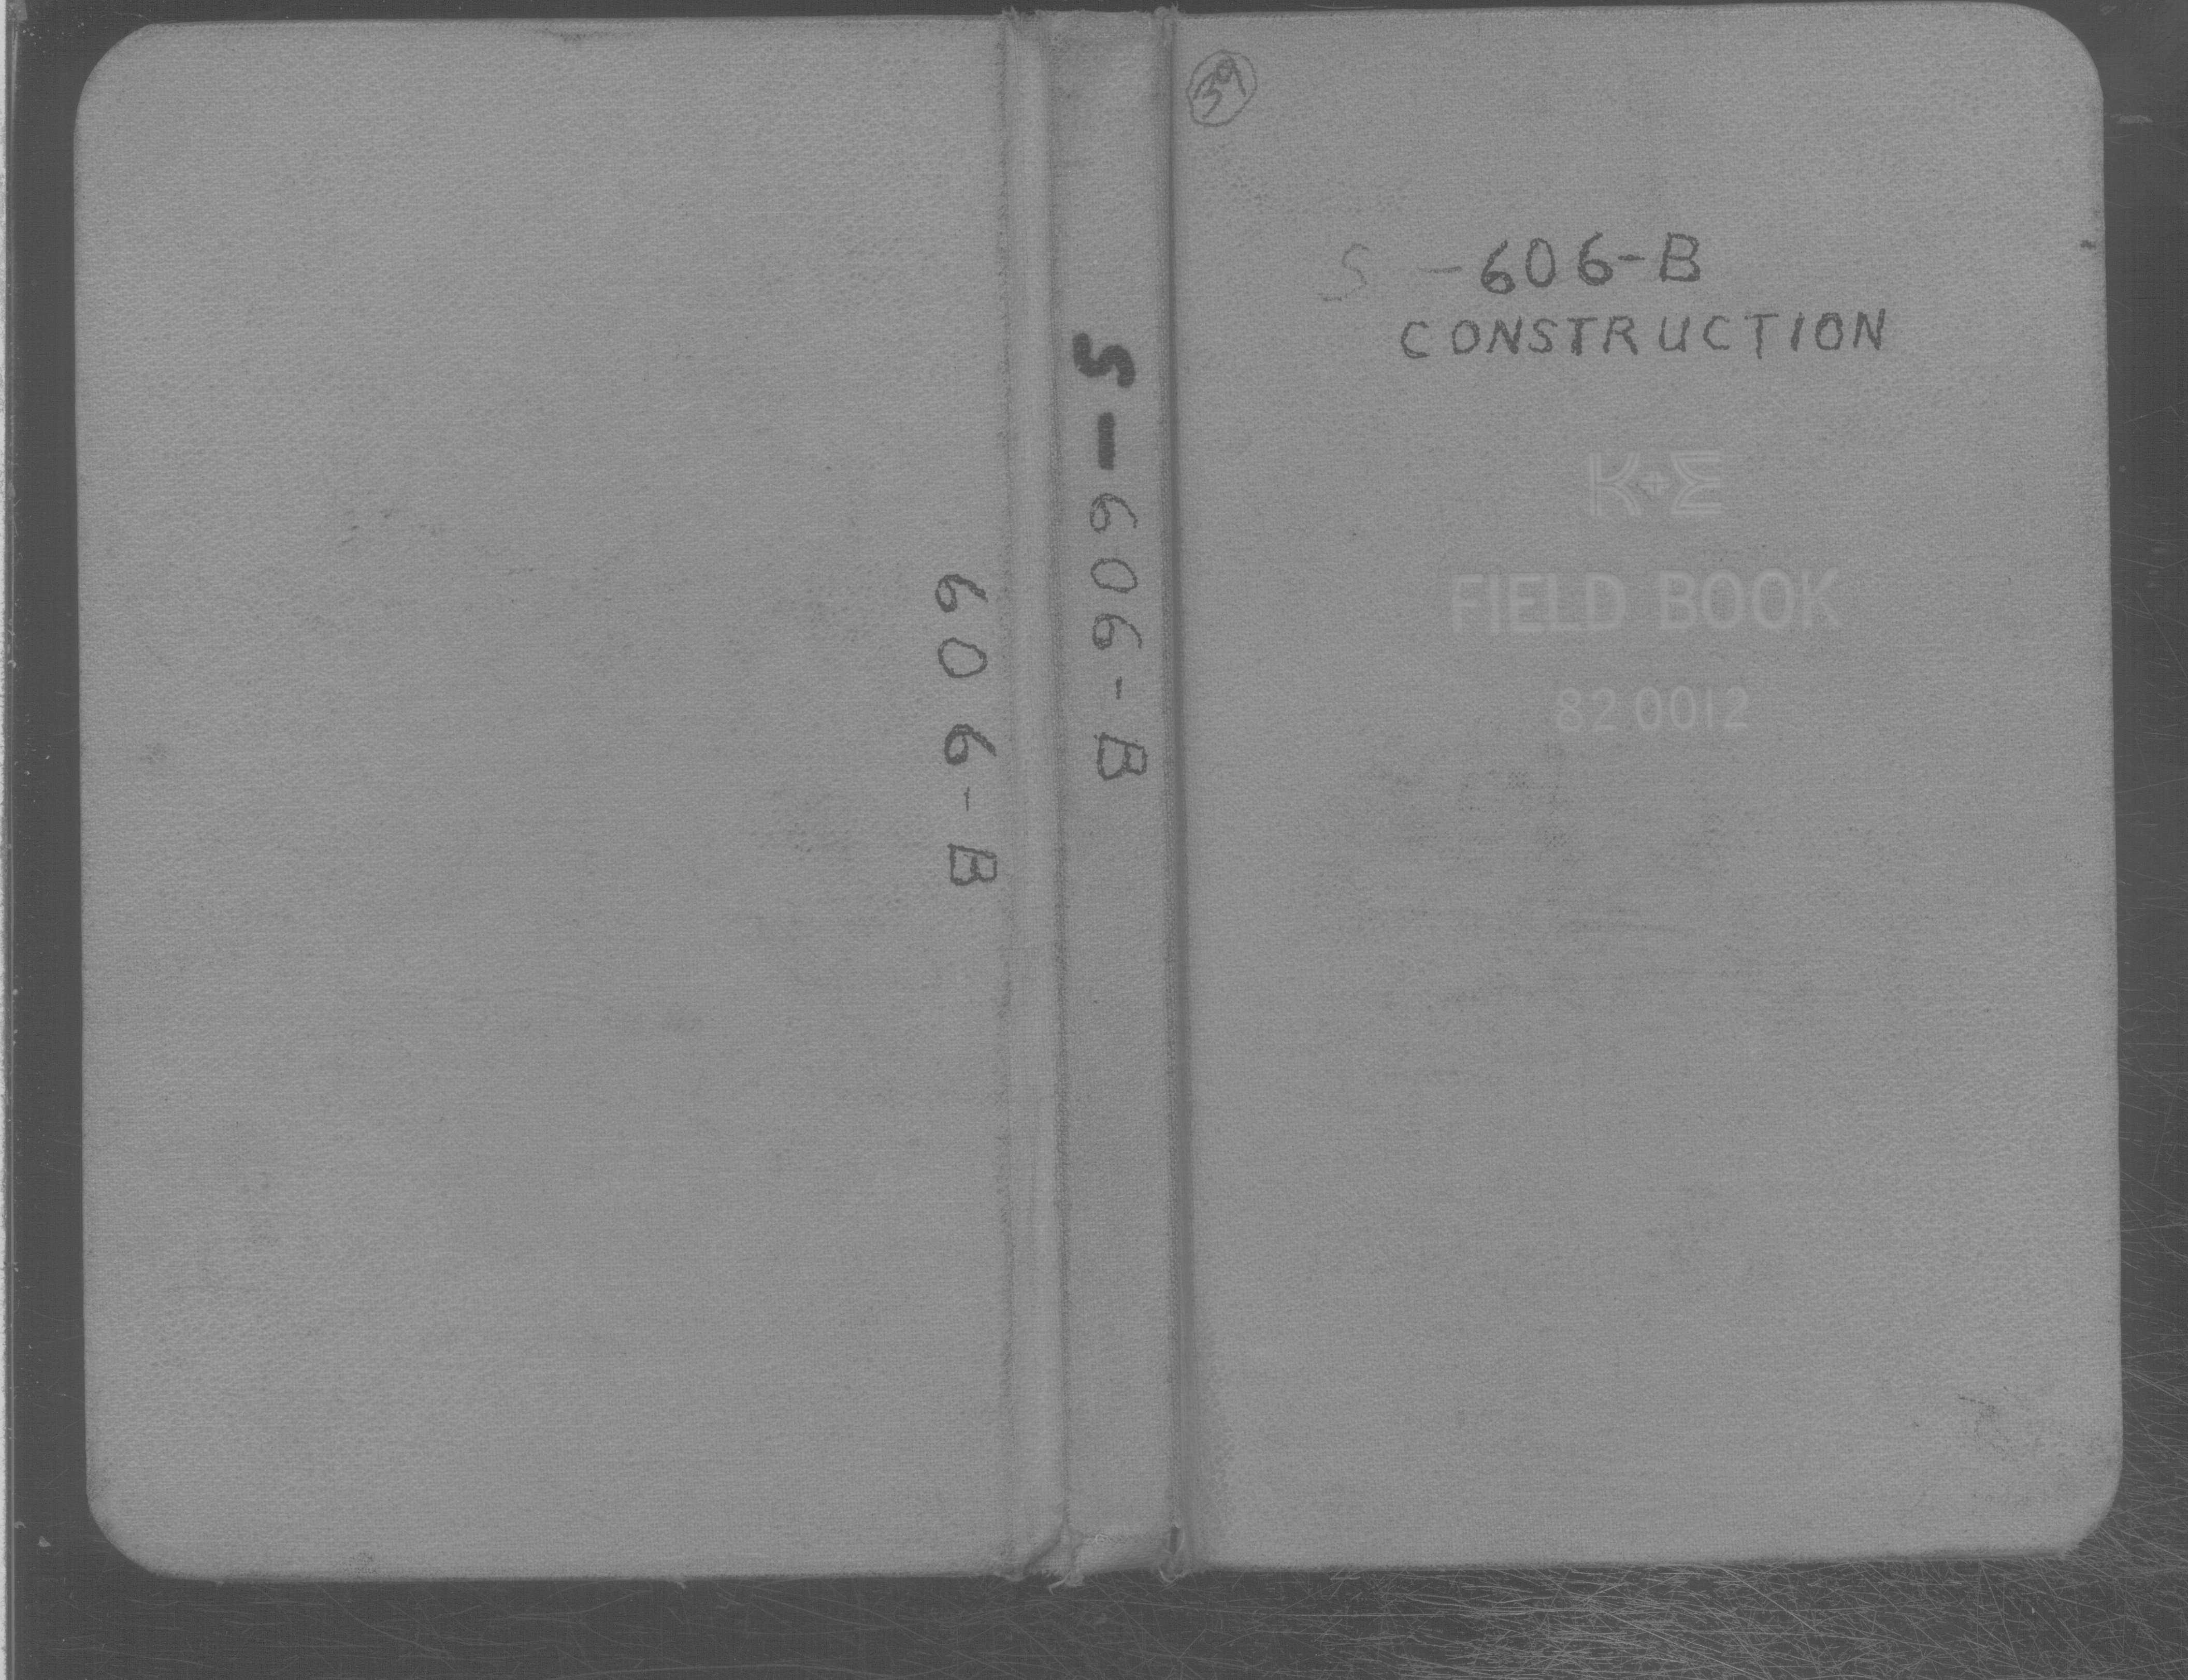 606-B
S-606-B
39
S-606-B
CONSTRUCTION
K+E
FIELD BOOK
82 0012